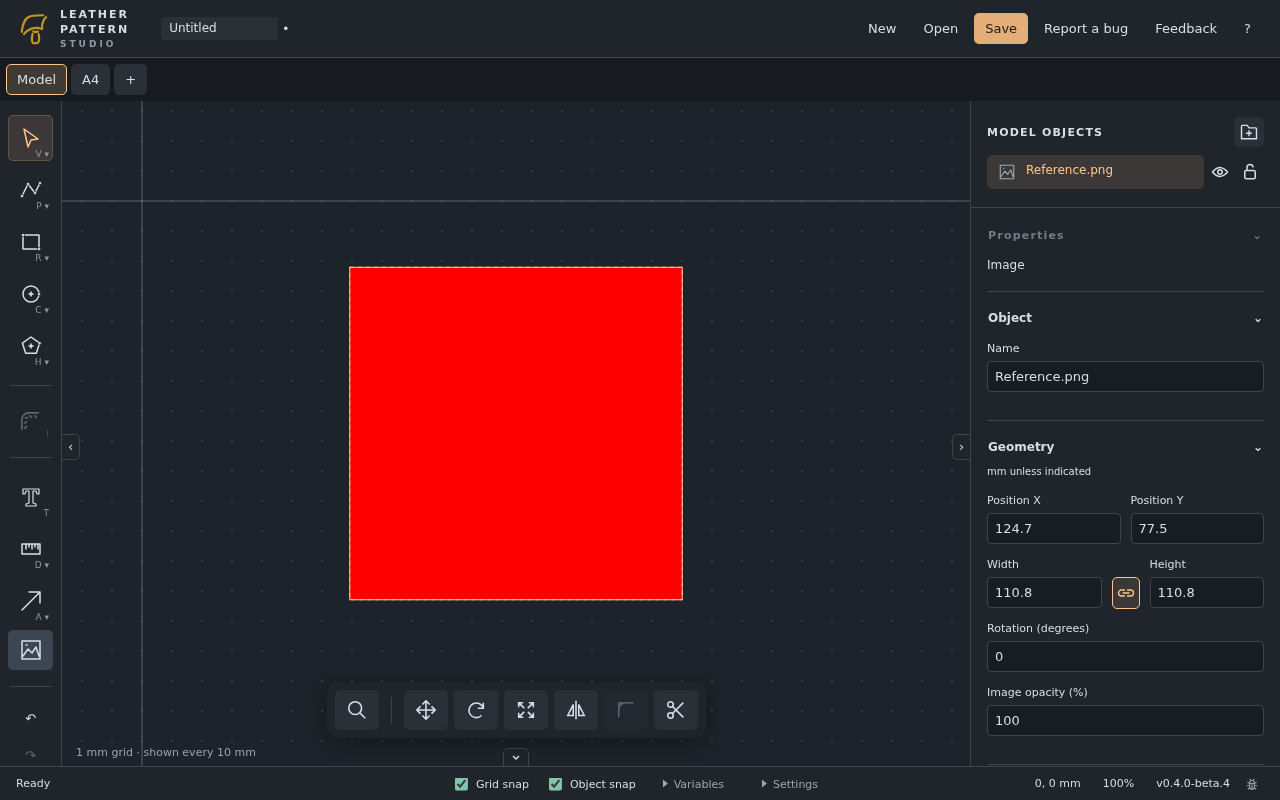 LEATHER
PATTERN
STUDIO
Untitled •
New Open Save Report a bug Feedback ?
Model A4 +
V ▾
P ▾
R ▾
C ▾
H ▾
I
T
D ▾
A ▾
MODEL OBJECTS
Reference.png
Properties
Image
Object
Name
Reference.png
Geometry
mm unless indicated
Position X Position Y
124.7 77.5
Width Height
110.8 110.8
Rotation (degrees)
0
Image opacity (%)
100
1 mm grid · shown every 10 mm
Ready Grid snap Object snap Variables Settings 0, 0 mm 100% v0.4.0-beta.4